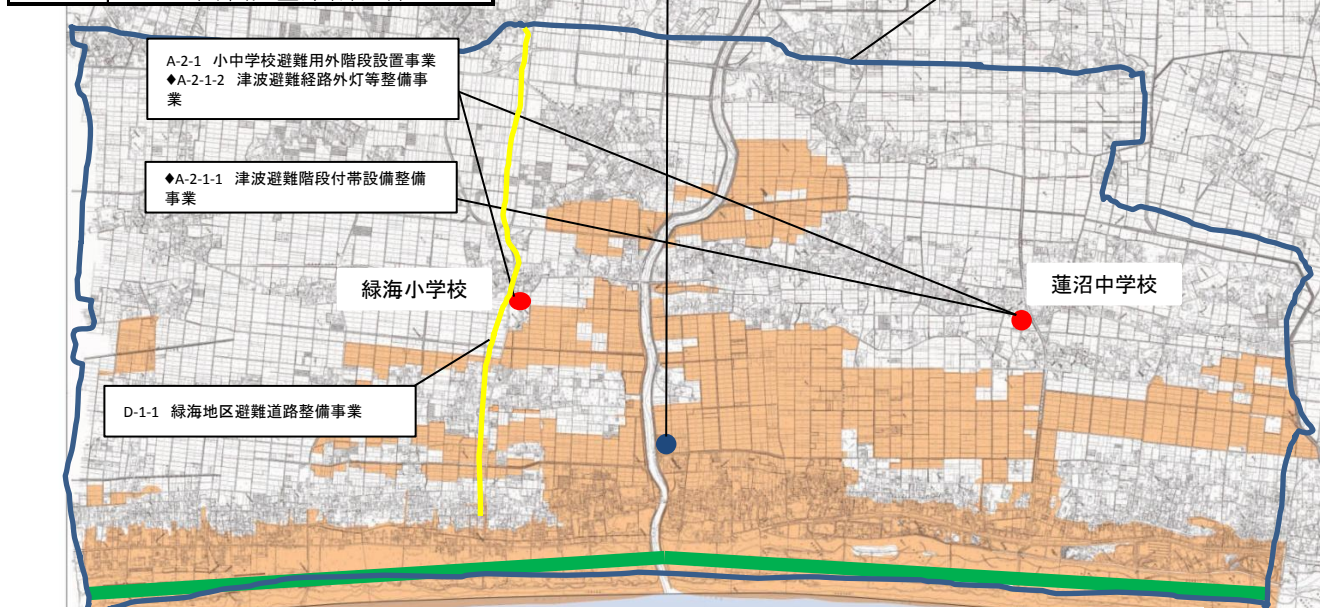 A-2-1 小中学校避難用外階段設置事業
♦A-2-1-2 津波避難経路外灯等整備事
業
♦A-2-1-1 津波避難階段付帯設備整備
事業
緑海小学校
蓮沼中学校
D-1-1 緑海地区避難道路整備事業